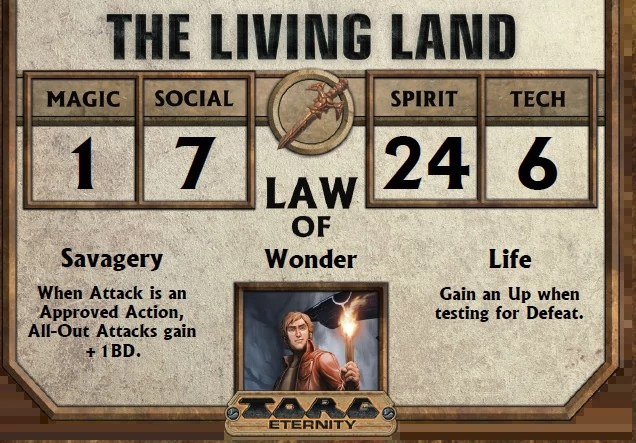 THE LIVING LAND
MAGIC
1
SOCIAL
7
SPIRIT
24
TECH
6
LAW
OF
Savagery
Wonder
Life
When Attack is an
Approved Action,
All-Out Attacks gain
+ 1BD.
Gain an Up when
testing for Defeat.
TORG
ETERNITY